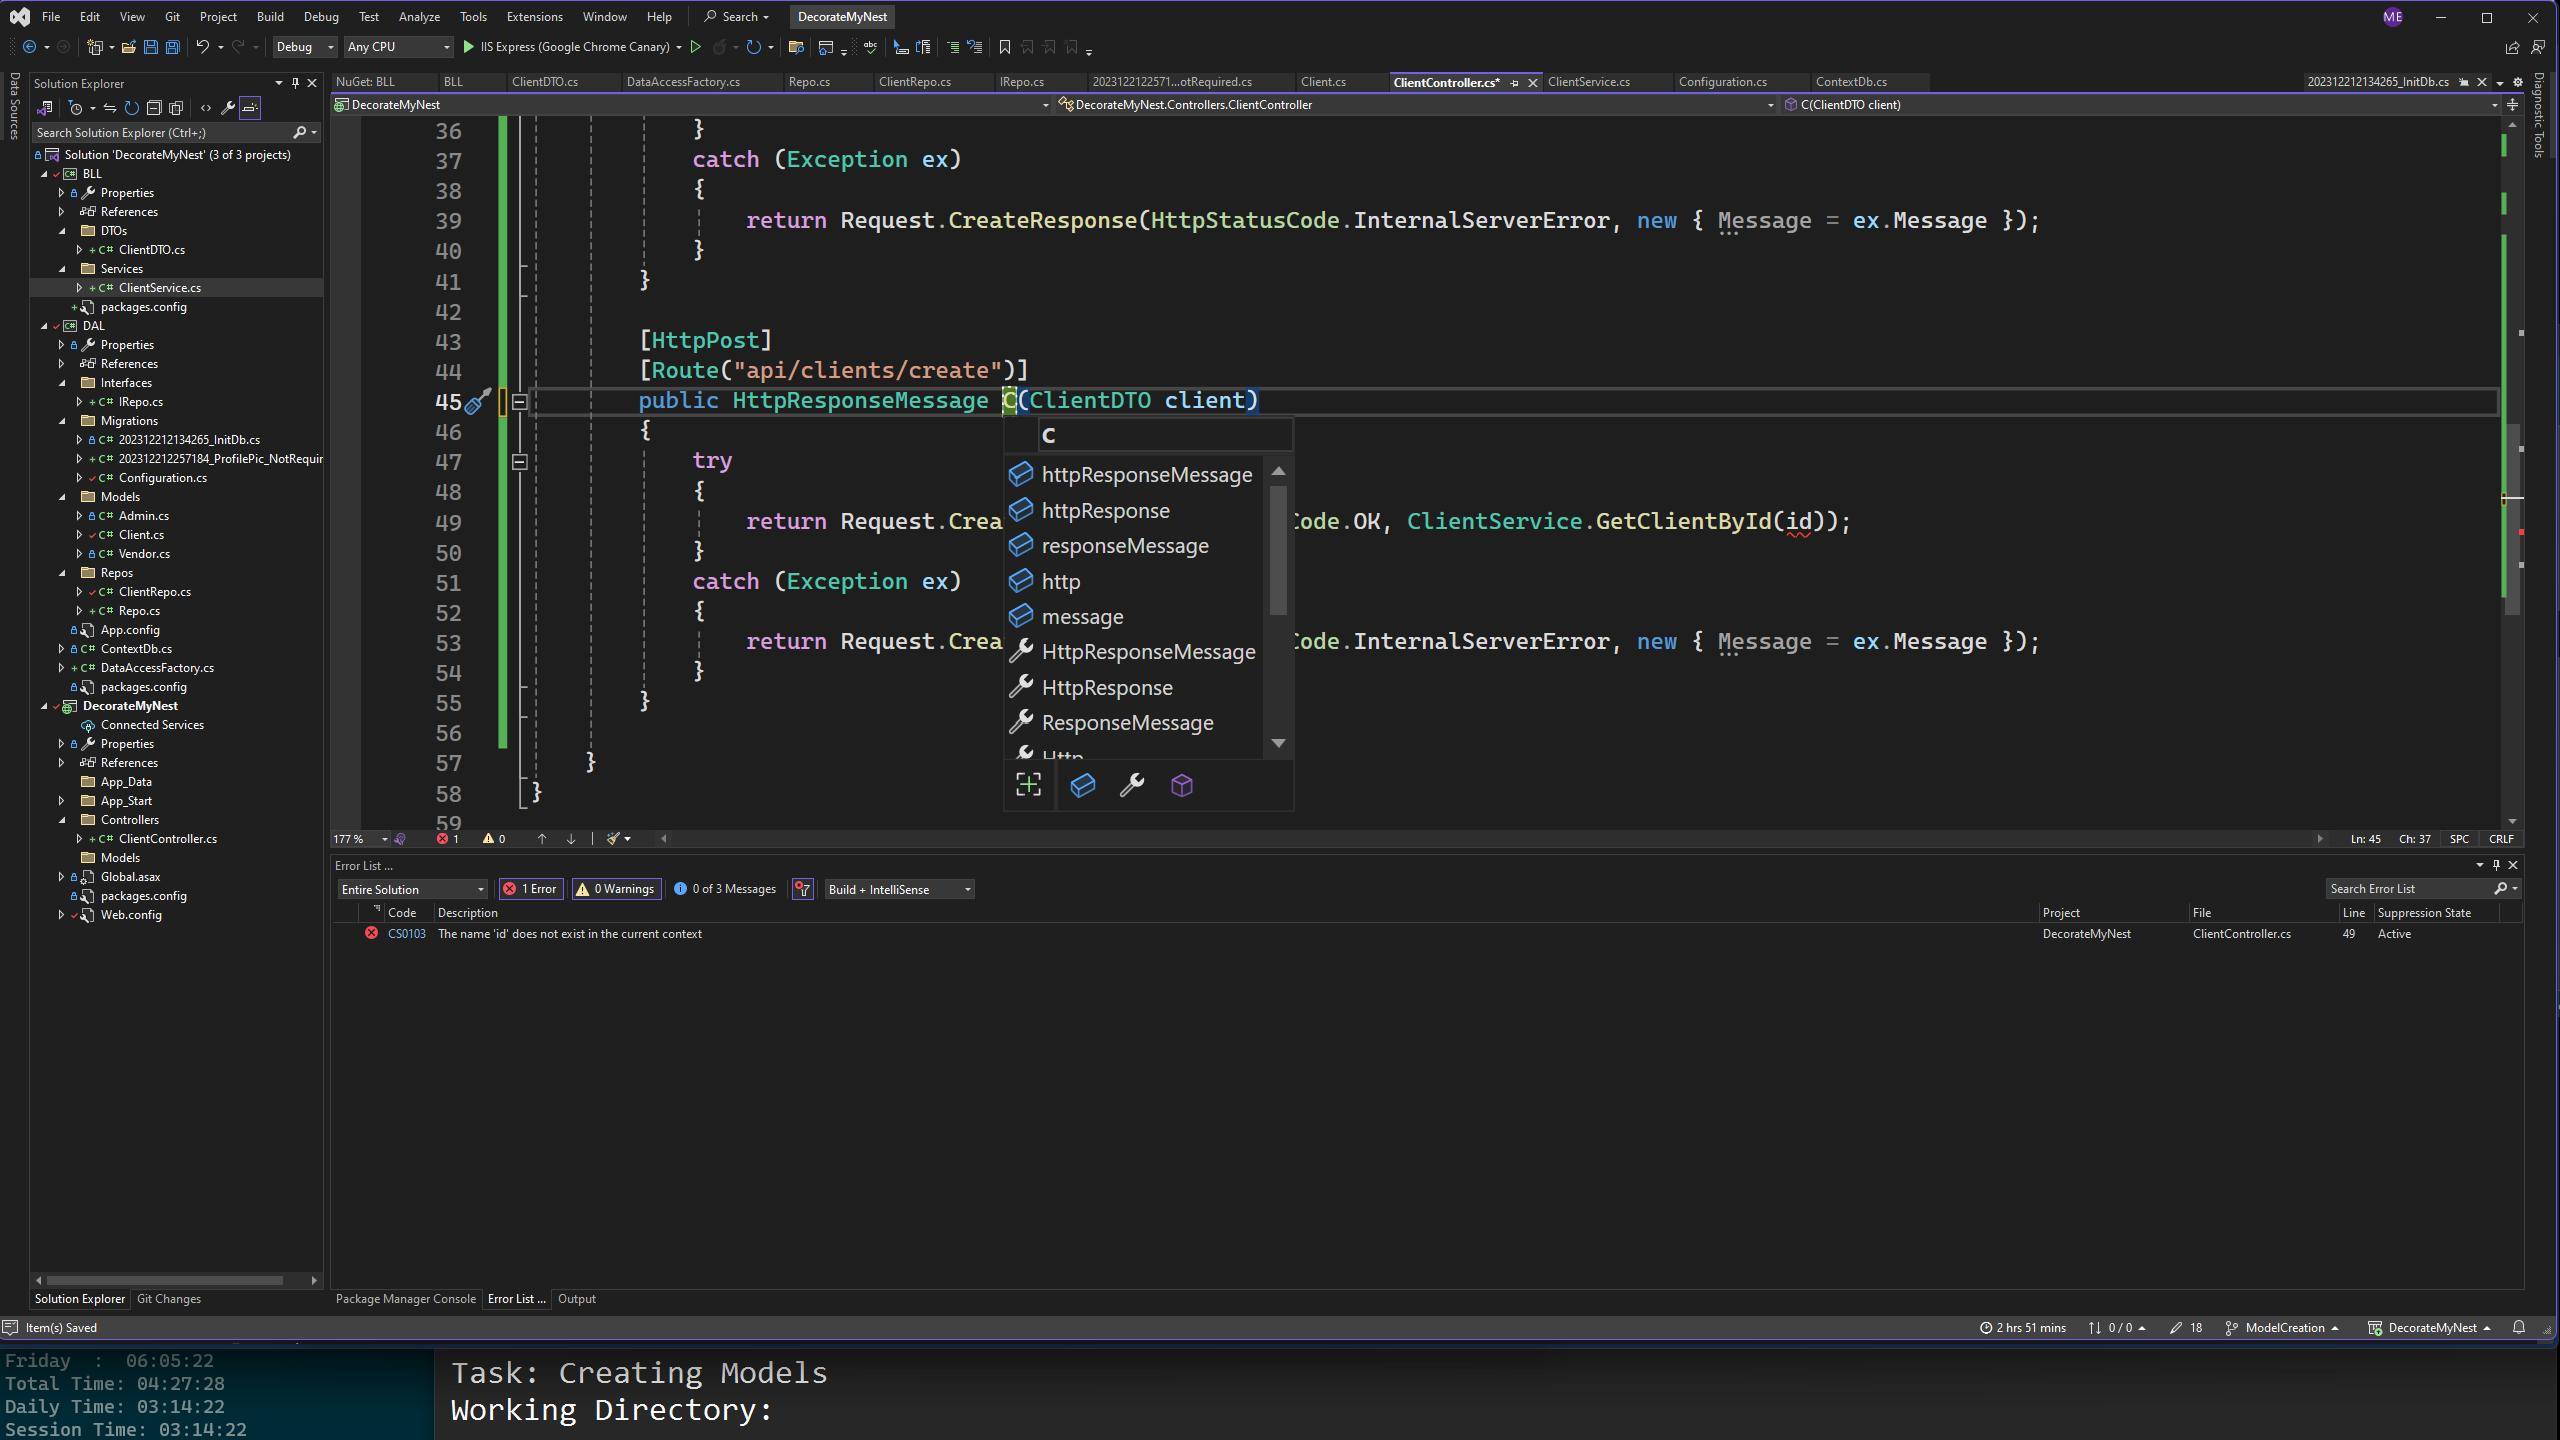 File Edit View Git Project Build Debug Test Analyze Tools Extensions Window Help Search DecorateMyNest ME
Debug Any CPU IIS Express (Google Chrome Canary)
Data Sources
Solution Explorer
Search Solution Explorer (Ctrl+;)
Solution 'DecorateMyNest' (3 of 3 projects)
BLL
Properties
References
DTOs
C# ClientDTO.cs
Services
C# ClientService.cs
packages.config
DAL
Properties
References
Interfaces
C# IRepo.cs
Migrations
C# 202312212134265_InitDb.cs
C# 202312212257184_ProfilePic_NotRequir
C# Configuration.cs
Models
C# Admin.cs
C# Client.cs
C# Vendor.cs
Repos
C# ClientRepo.cs
C# Repo.cs
App.config
C# ContextDb.cs
C# DataAccessFactory.cs
packages.config
DecorateMyNest
Connected Services
Properties
References
App_Data
App_Start
Controllers
C# ClientController.cs
Models
Global.asax
packages.config
Web.config
Solution Explorer Git Changes
NuGet: BLL BLL ClientDTO.cs DataAccessFactory.cs Repo.cs ClientRepo.cs IRepo.cs 2023122122571...otRequired.cs Client.cs ClientController.cs* ClientService.cs Configuration.cs ContextDb.cs 202312212134265_InitDb.cs
DecorateMyNest DecorateMyNest.Controllers.ClientController C(ClientDTO client)
Diagnostic Tools
36 }
37 catch (Exception ex)
38 {
39 return Request.CreateResponse(HttpStatusCode.InternalServerError, new { Message = ex.Message });
40 }
41 }
42
43 [HttpPost]
44 [Route("api/clients/create")]
45 public HttpResponseMessage C(ClientDTO client)
46 {
47 try
48 {
49 return Request.Crea Code.OK, ClientService.GetClientById(id));
50 }
51 catch (Exception ex)
52 {
53 return Request.Crea Code.InternalServerError, new { Message = ex.Message });
54 }
55 }
56
57 }
58 }
59
c
httpResponseMessage
httpResponse
responseMessage
http
message
HttpResponseMessage
HttpResponse
ResponseMessage
Http
177 % 1 0 Ln: 45 Ch: 37 SPC CRLF
Error List ...
Entire Solution 1 Error 0 Warnings 0 of 3 Messages Build + IntelliSense Search Error List
Code Description Project File Line Suppression State
CS0103 The name 'id' does not exist in the current context DecorateMyNest ClientController.cs 49 Active
Package Manager Console Error List ... Output
Item(s) Saved 2 hrs 51 mins 0 / 0 18 ModelCreation DecorateMyNest
Friday : 06:05:22
Total Time: 04:27:28
Daily Time: 03:14:22
Session Time: 03:14:22
Task: Creating Models
Working Directory: